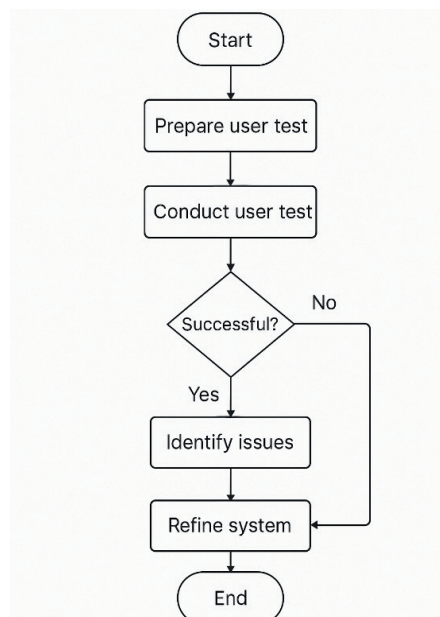 Start
Prepare user test
Conduct user test
Successful?
No
Yes
Identify issues
Refine system
End